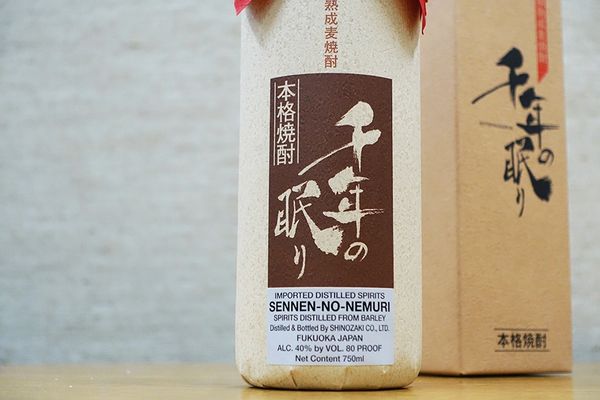 熟成麦焼酎
本格焼酎
千年の
眠り
IMPORTED DISTILLED SPIRITS
SENNEN-NO-NEMURI
SPIRITS DISTILLED FROM BARLEY
Distilled & Bottled By SHINOZAKI CO., LTD.
FUKUOKA JAPAN
ALC. 40% by VOL. 80 PROOF
Net Content 750ml
千年の
眠り
本格焼酎